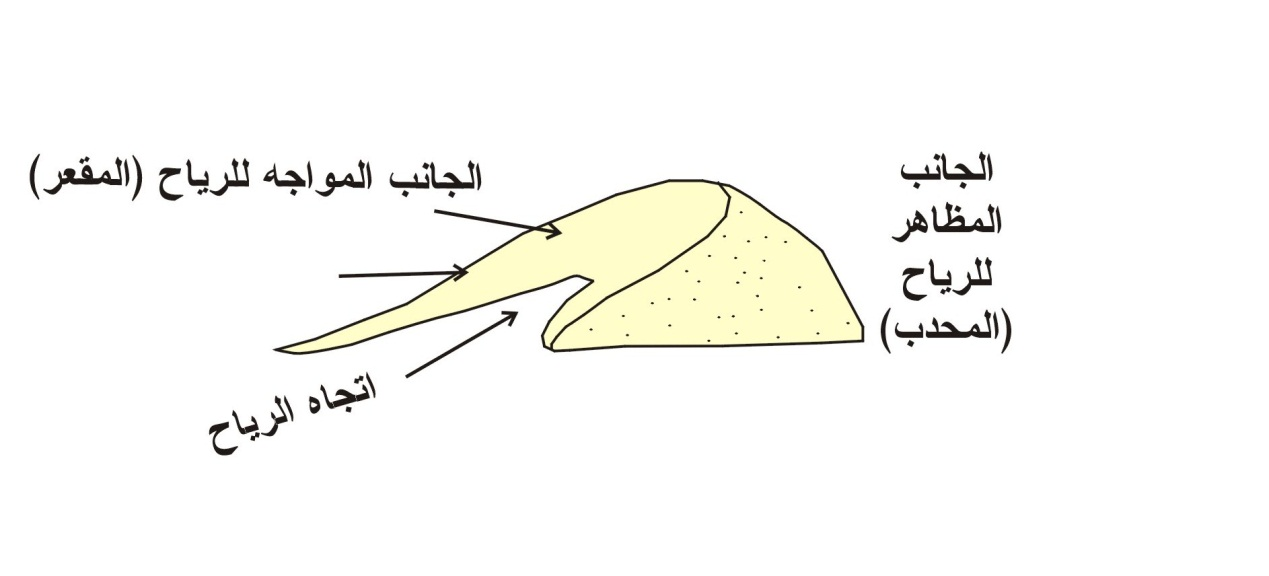 الجانب المواجه للرياح (المقعر)
الجانب
المظاهر
للرياح
(المحدب)
اتجاه الرياح